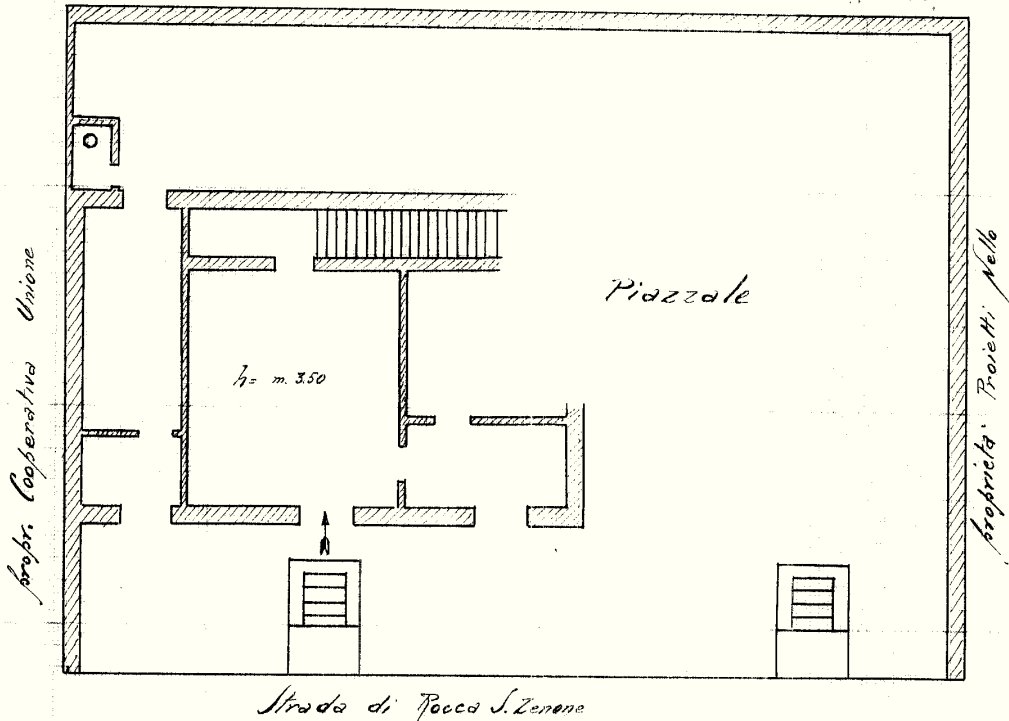 propr. Cooperativa Unione
Piazzale
h= m. 3.50
proprietà Proietti Nello
Strada di Rocca S. Zenone